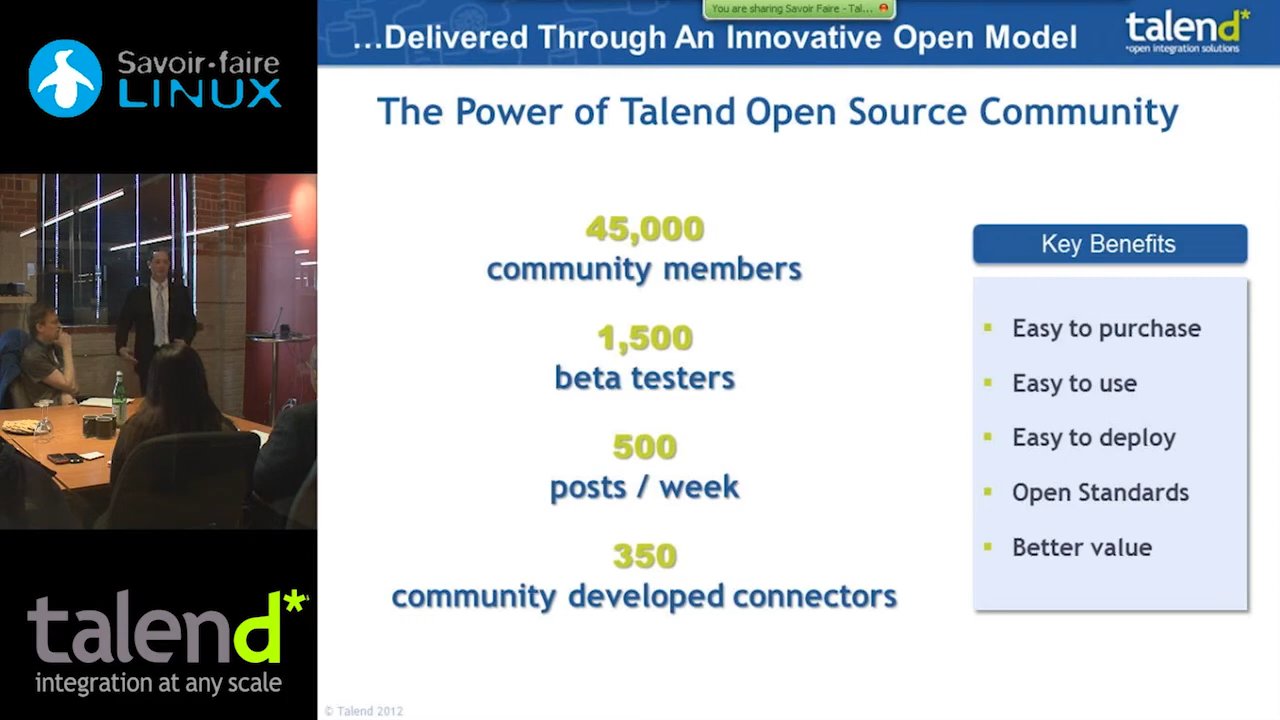 You are sharing Savoir Faire - Tal...
...Delivered Through An Innovative Open Model
talend*
*open integration solutions
Savoir-faire
LINUX
The Power of Talend Open Source Community
45,000
community members
1,500
beta testers
500
posts / week
350
community developed connectors
Key Benefits
Easy to purchase
Easy to use
Easy to deploy
Open Standards
Better value
talend*
integration at any scale
© Talend 2012